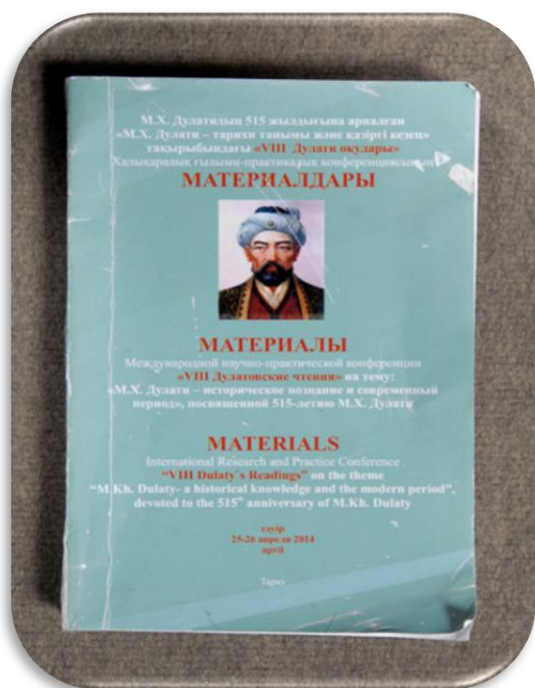 М.Х. Дулатидың 515 жылдығына арналған
«М.Х. Дулати – тарихи танымы және қазіргі кезең»
тақырыбындағы «VIII Дулати оқулары»
Халықаралық ғылыми-практикалық конференциясының
МАТЕРИАЛДАРЫ
МАТЕРИАЛЫ
Международной научно-практической конференции
«VIII Дулатовские чтения» на тему:
«М.Х. Дулати – историческое познание и современный
период», посвященной 515-летию М.Х. Дулати
MATERIALS
International Research and Practice Conference
“VIII Dulaty`s Readings” on the theme
“M.Kh. Dulaty- a historical knowledge and the modern period”,
devoted to the 515th anniversary of M.Kh. Dulaty
сәуір
25-26 апреля 2014
april
Тараз